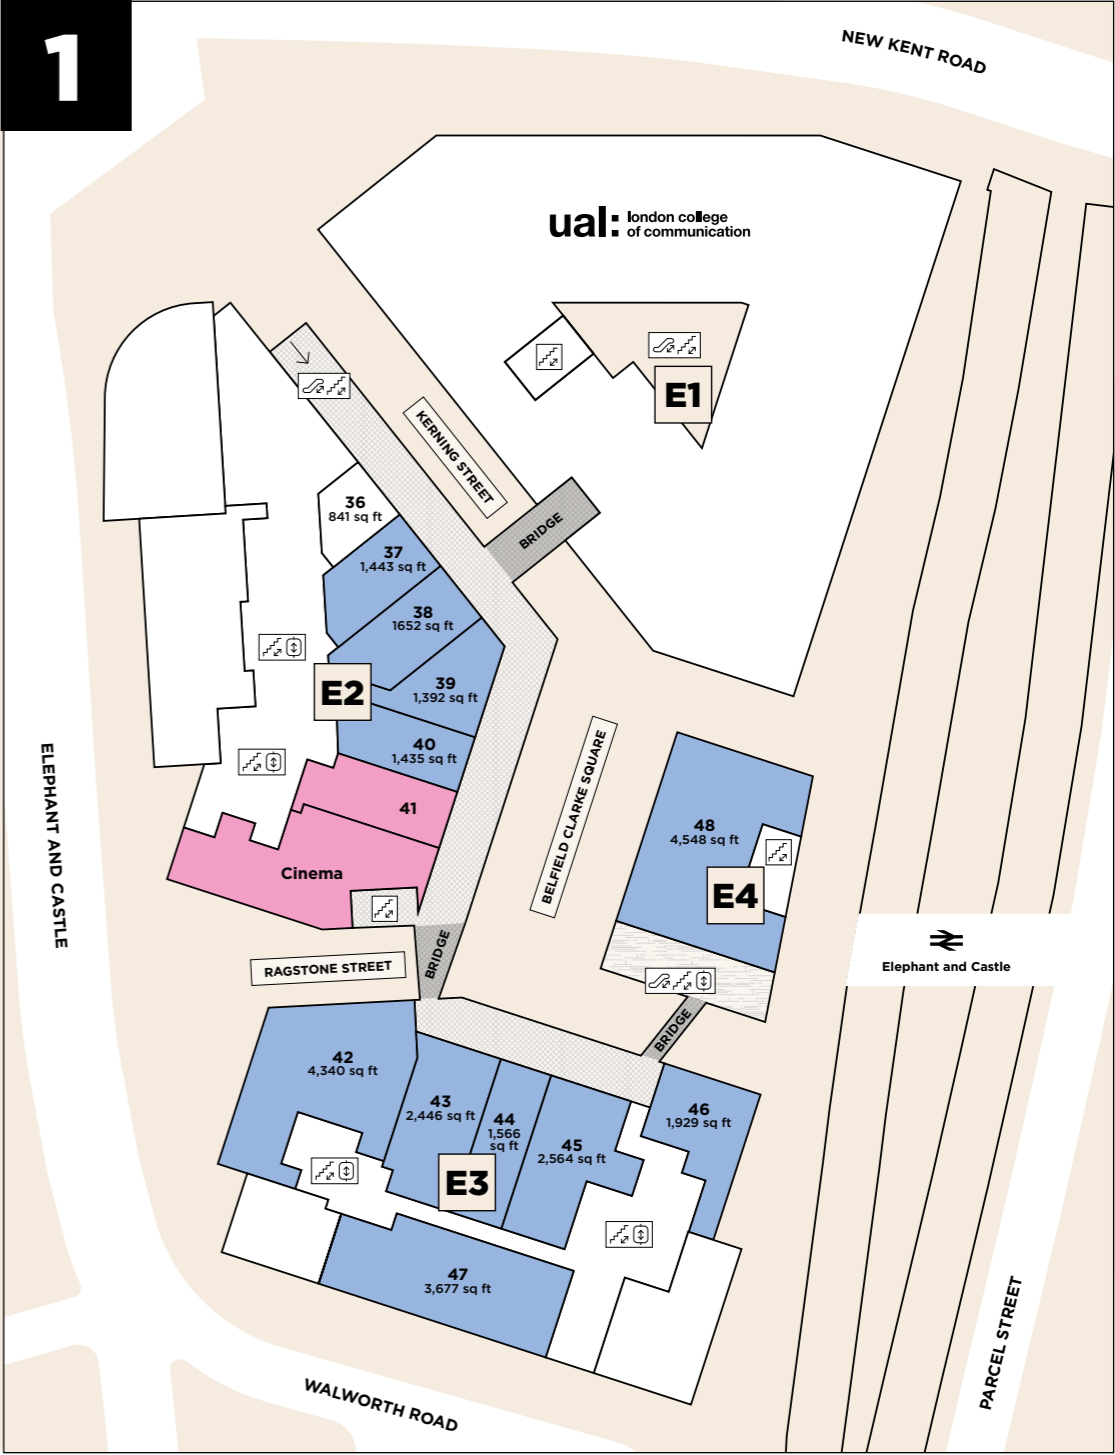 1
NEW KENT ROAD
ual: london college
of communication
E1
KERNING STREET
BRIDGE
36
841 sq ft
37
1,443 sq ft
38
1652 sq ft
E2
39
1,392 sq ft
40
1,435 sq ft
41
Cinema
ELEPHANT AND CASTLE
BELFIELD CLARKE SQUARE
48
4,548 sq ft
E4
Elephant and Castle
RAGSTONE STREET
BRIDGE
BRIDGE
42
4,340 sq ft
43
2,446 sq ft
44
1,566
sq ft
45
2,564 sq ft
46
1,929 sq ft
E3
47
3,677 sq ft
PARCEL STREET
WALWORTH ROAD